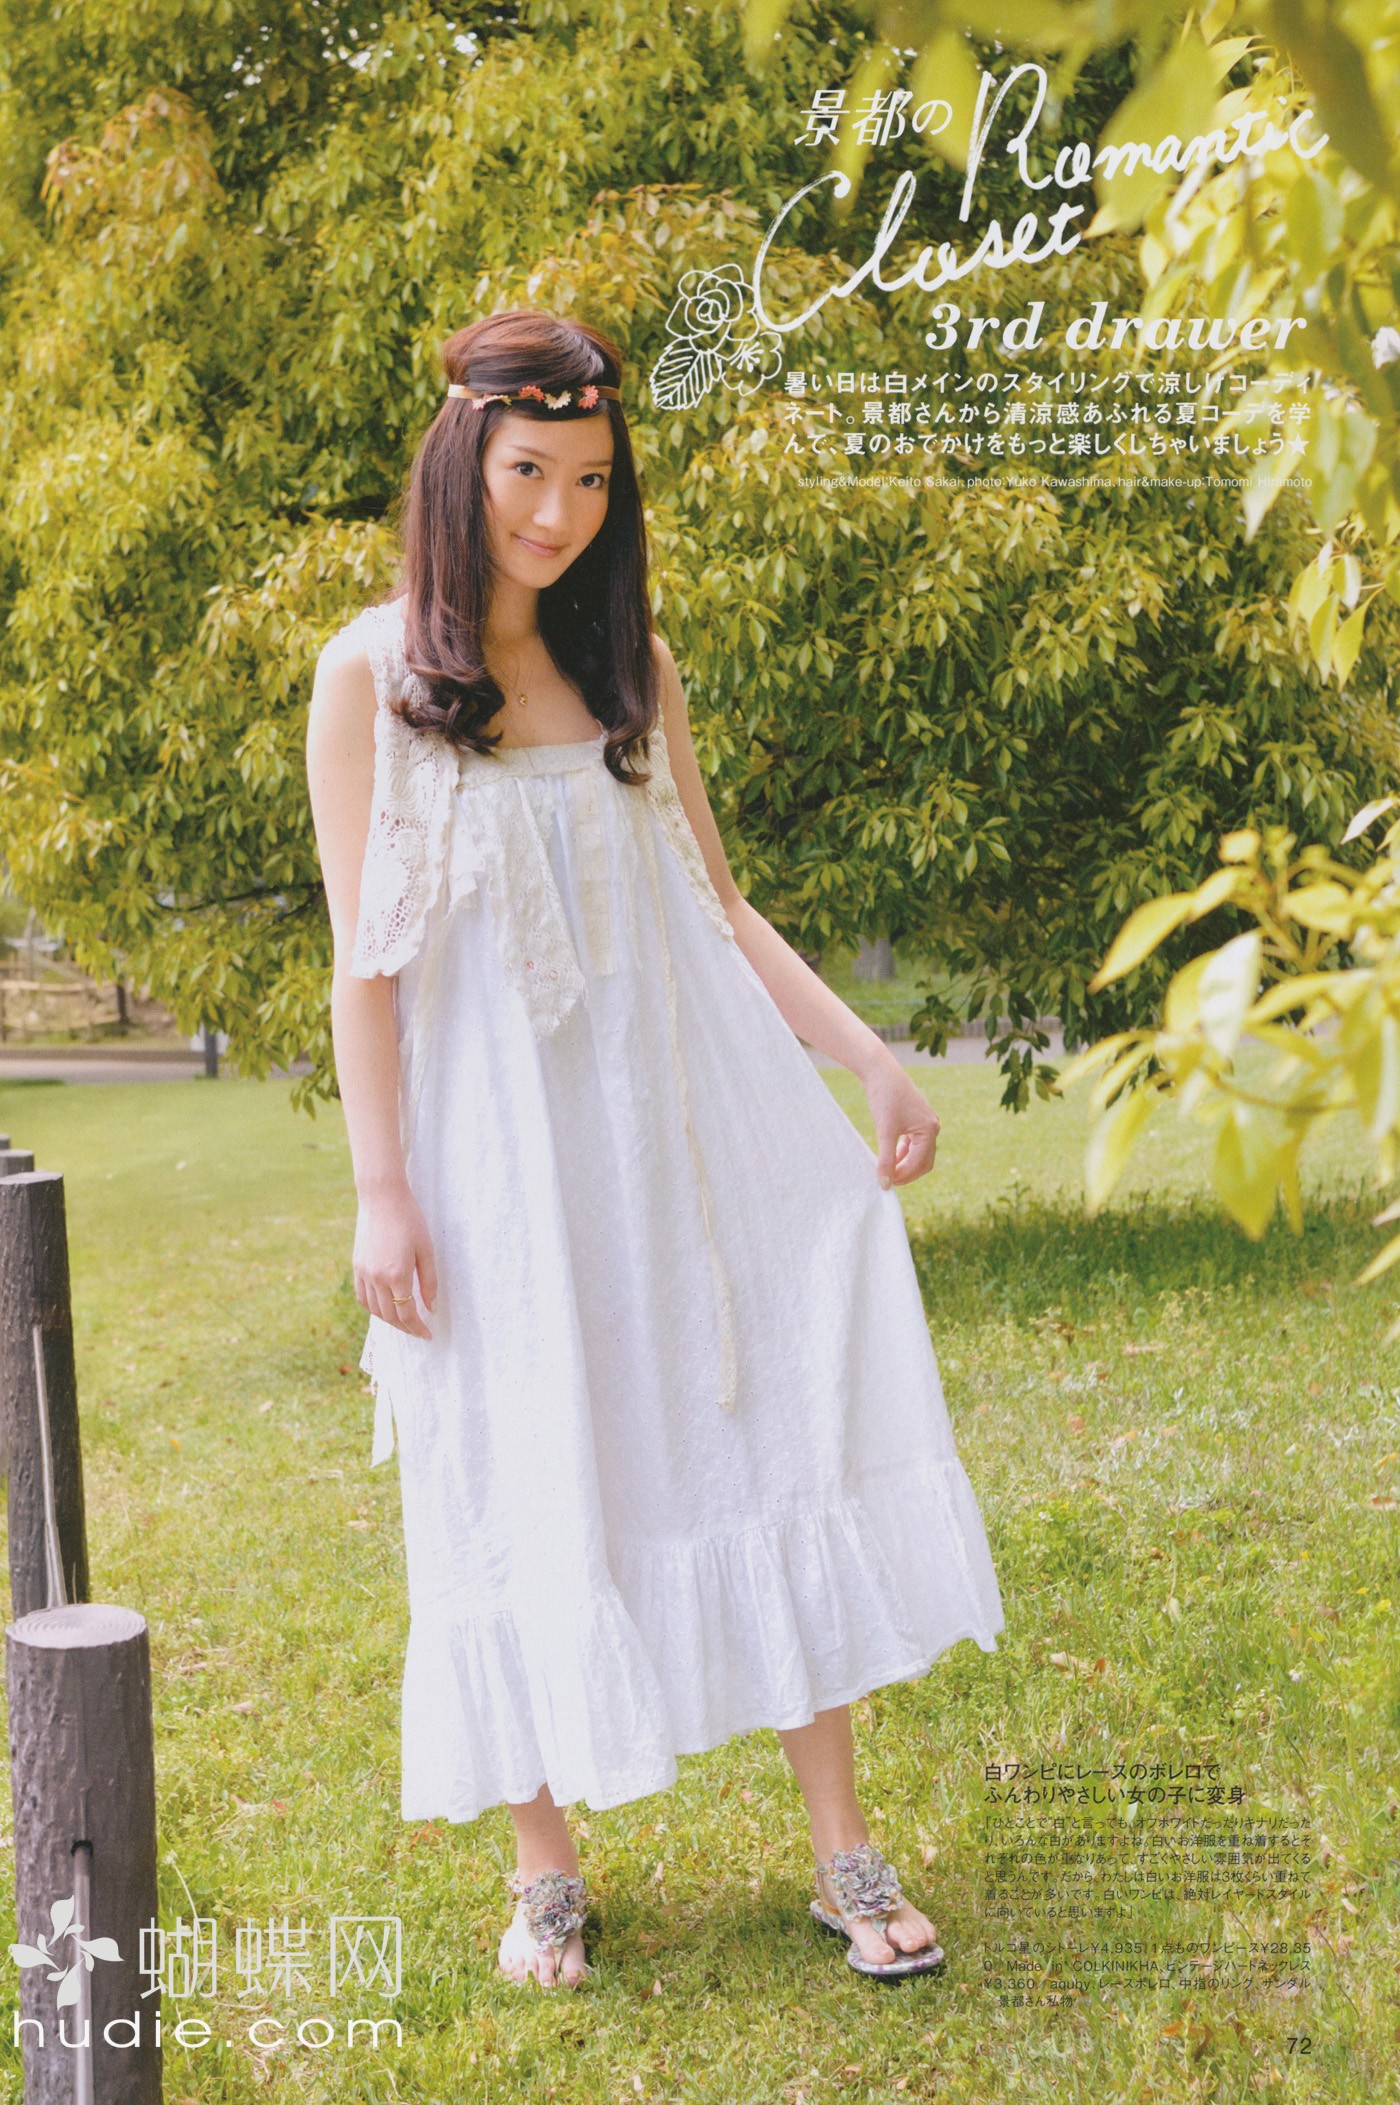 景都の Romantic
Closet
3rd drawer
暑い日は白メインのスタイリングで涼しげコーディ
ネート。景都さんから清涼感あふれる夏コーデを学
んで、夏のおでかけをもっと楽しくしちゃいましょう★
styling&Model:Keito Sakai, photo:Yuko Kawashima, hair&make-up:Tomomi Hiramoto
白ワンピにレースのボレロで
ふんわりやさしい女の子に変身
「ひとことで“白”と言っても、オフホワイトだったりキナリだった
り、いろんな白がありますよね。白いお洋服を重ね着するとそ
れぞれの色が重なりあって、すごくやさしい雰囲気が出てくる
と思うんです。だから、わたしは白いお洋服は3枚くらい重ねて
着ることが多いです。白いワンピは、絶対レイヤードスタイル
に向いていると思いますよ」
トルコ星のシトーレ¥4,935、1点ものワンピース¥28,35
0／Made in COLKINIKHA、ビンテージハートネックレス
¥3,360／aquby、レースボレロ、中指のリング、サンダル
／景都さん私物
72
蝴蝶网
hudie.com